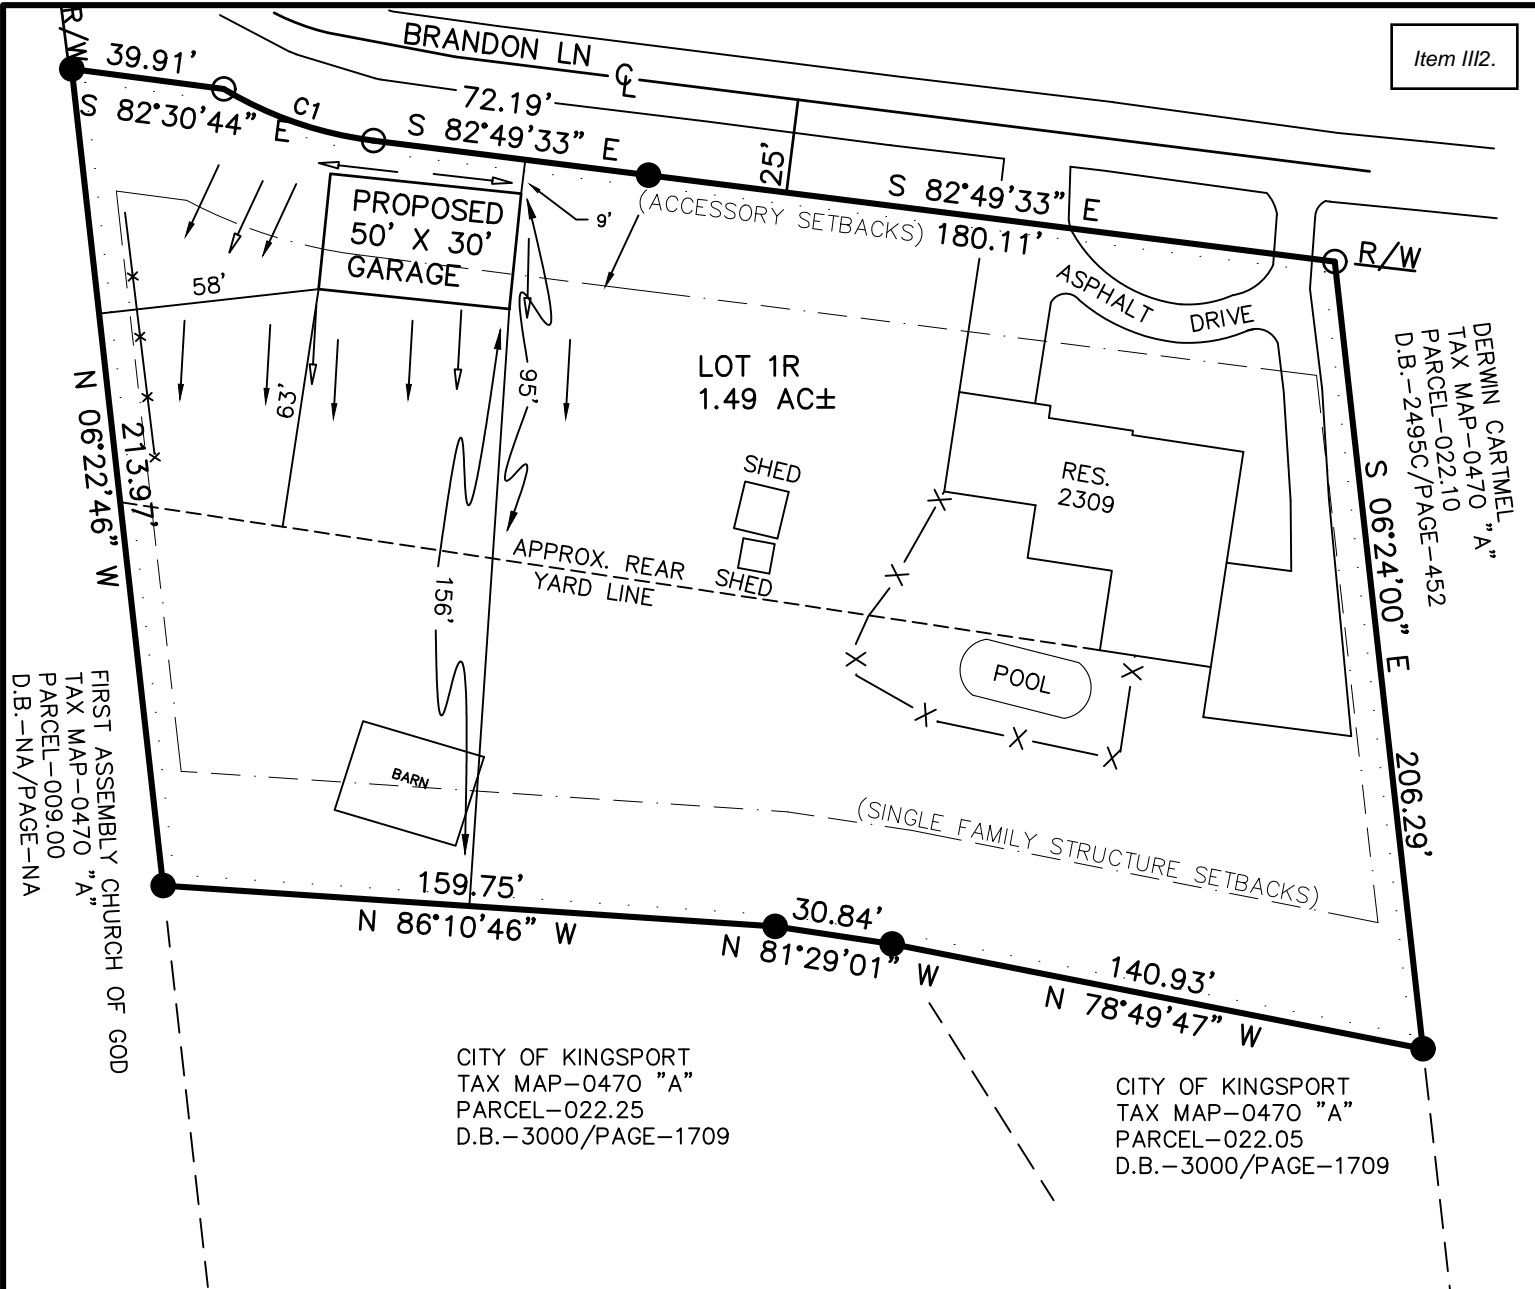 Item III2.
R/W
39.91'
S 82°30'44" E
C1
BRANDON LN
C L
72.19'
S 82°49'33" E
25'
S 82°49'33" E
180.11'
R/W
(ACCESSORY SETBACKS)
9'
PROPOSED
50' X 30'
GARAGE
58'
63'
95'
156'
ASPHALT DRIVE
LOT 1R
1.49 AC±
RES.
2309
SHED
SHED
APPROX. REAR
YARD LINE
POOL
BARN
(SINGLE FAMILY STRUCTURE SETBACKS)
N 06°22'46" W
213.97'
S 06°24'00" E
206.29'
DERWIN CARTMEL
TAX MAP-047O "A"
PARCEL-022.10
D.B.-2495C/PAGE-452
FIRST ASSEMBLY CHURCH OF GOD
TAX MAP-047O "A"
PARCEL-009.00
D.B.-NA/PAGE-NA
159.75'
N 86°10'46" W
30.84'
N 81°29'01" W
140.93'
N 78°49'47" W
CITY OF KINGSPORT
TAX MAP-047O "A"
PARCEL-022.25
D.B.-3000/PAGE-1709
CITY OF KINGSPORT
TAX MAP-047O "A"
PARCEL-022.05
D.B.-3000/PAGE-1709